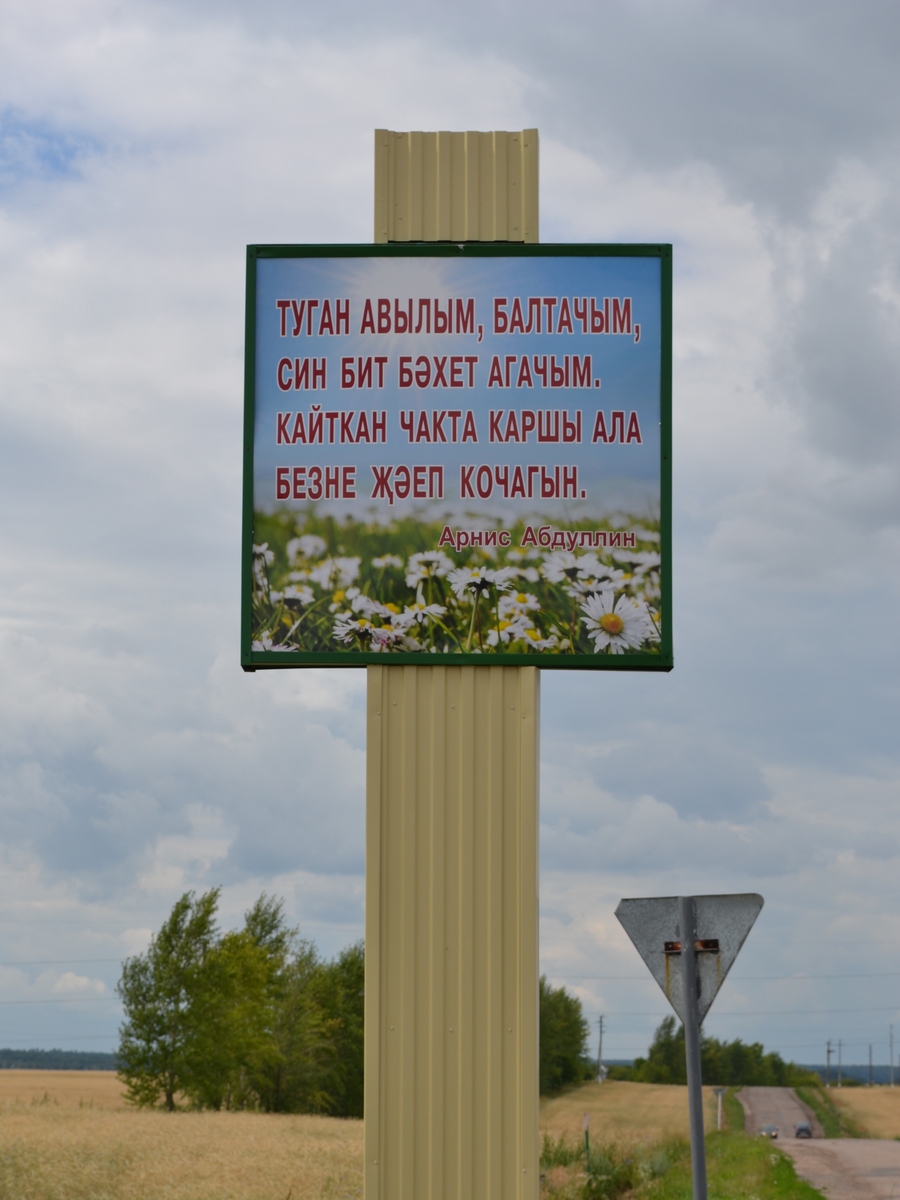 ТУГАН АВЫЛЫМ, БАЛТАЧЫМ,
СИН БИТ БӘХЕТ АГАЧЫМ.
КАЙТКАН ЧАКТА КАРШЫ АЛА
БЕЗНЕ ҖӘЕП КОЧАГЫН.
Арнис Абдуллин